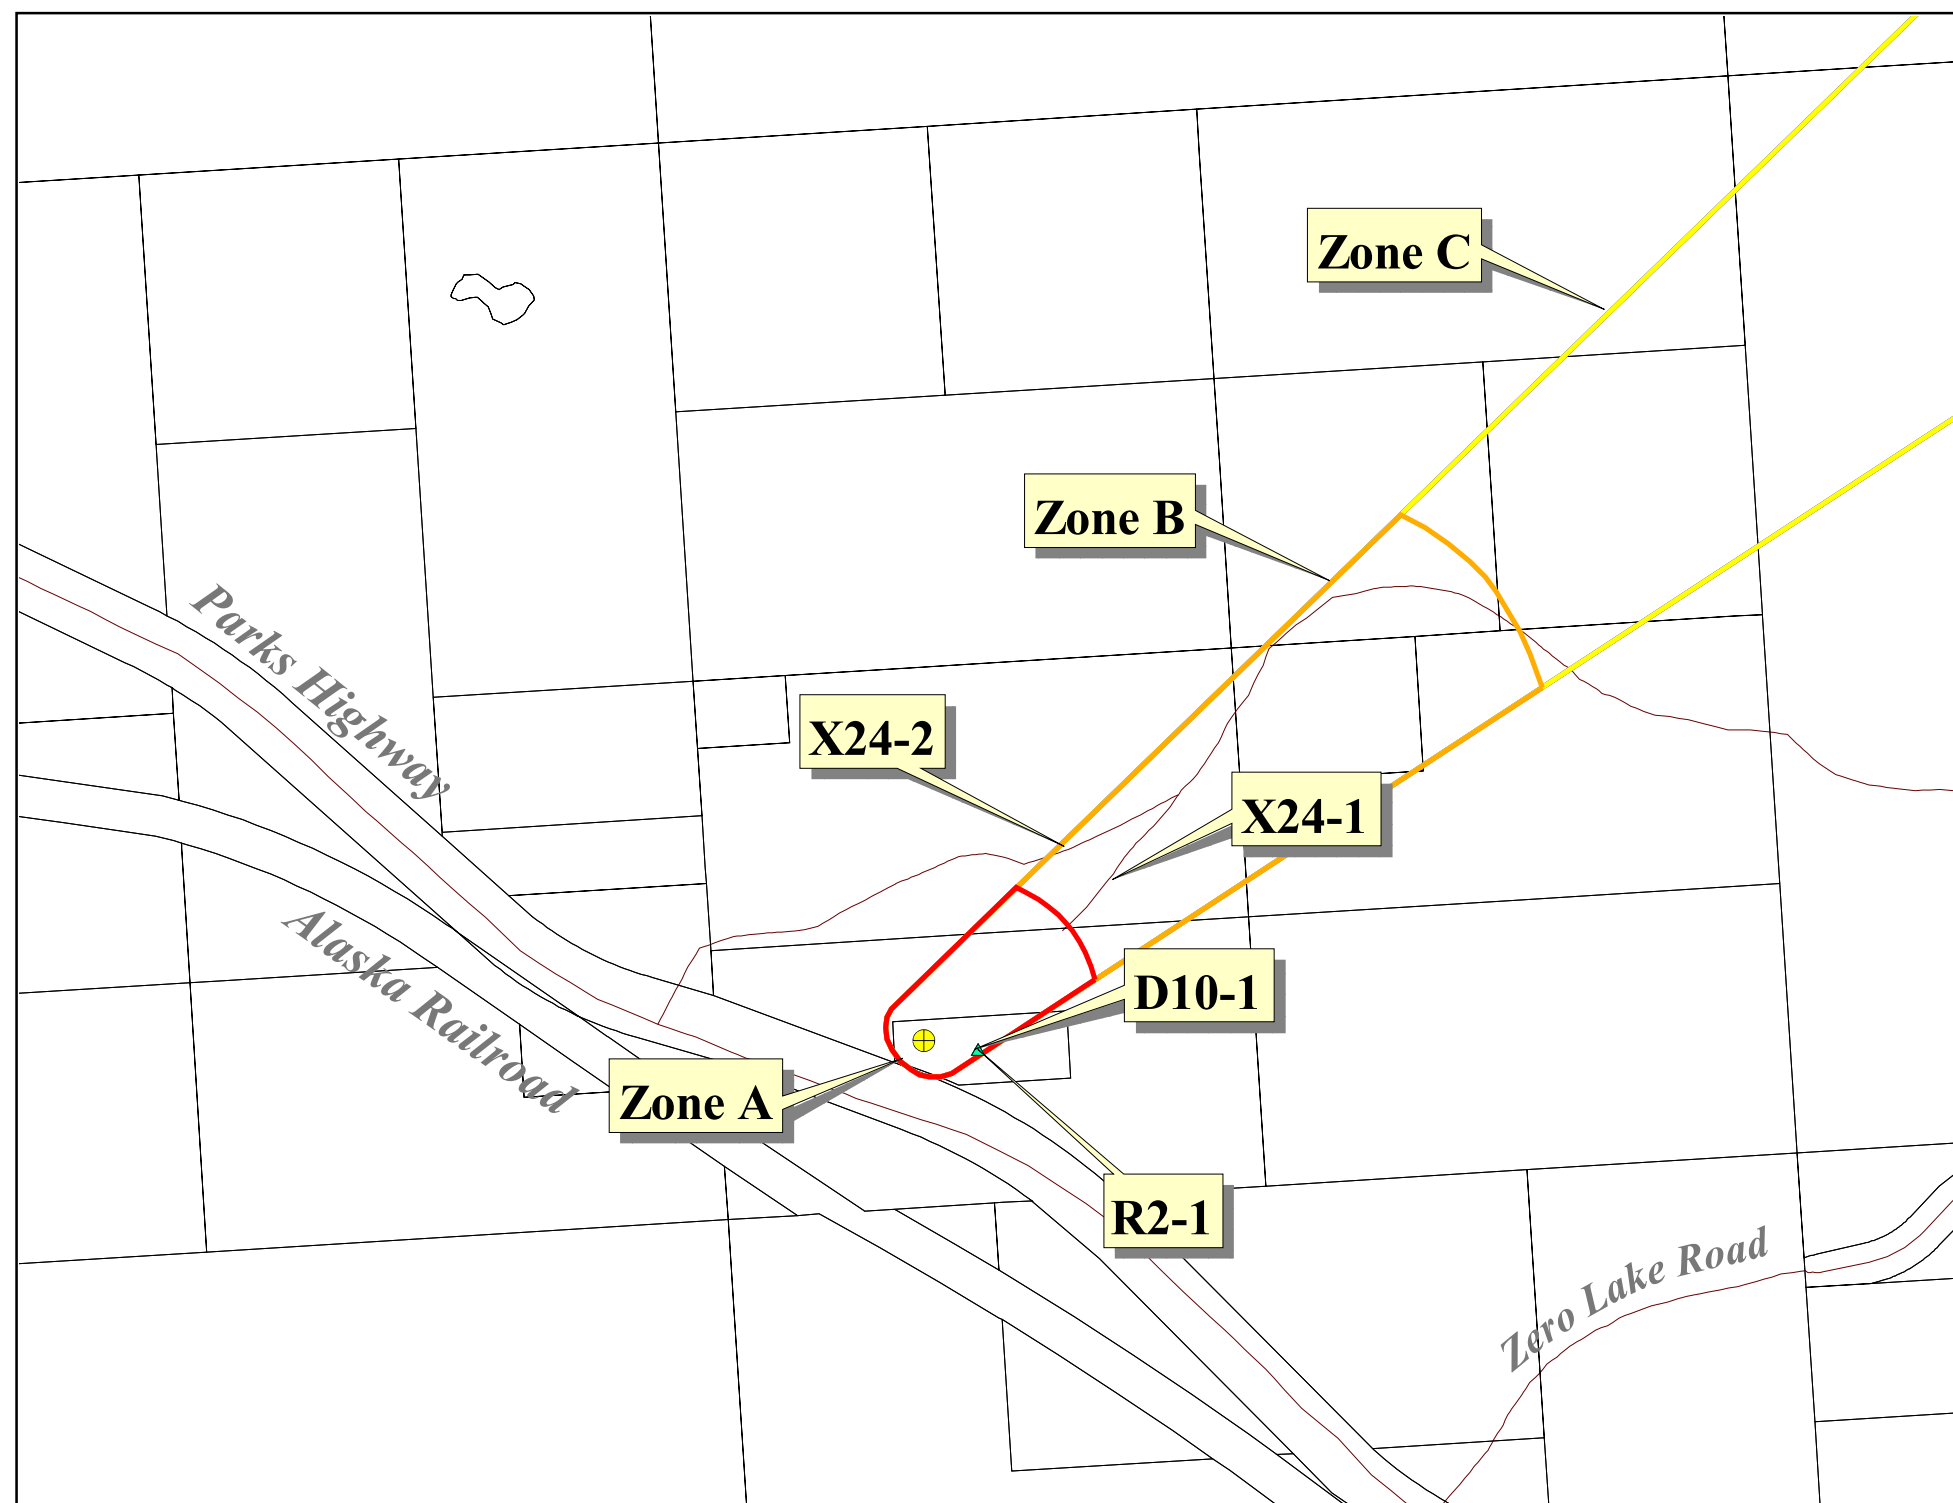 Zone C
Zone B
Parks Highway
X24-2
X24-1
Alaska Railroad
D10-1
Zone A
R2-1
Zero Lake Road